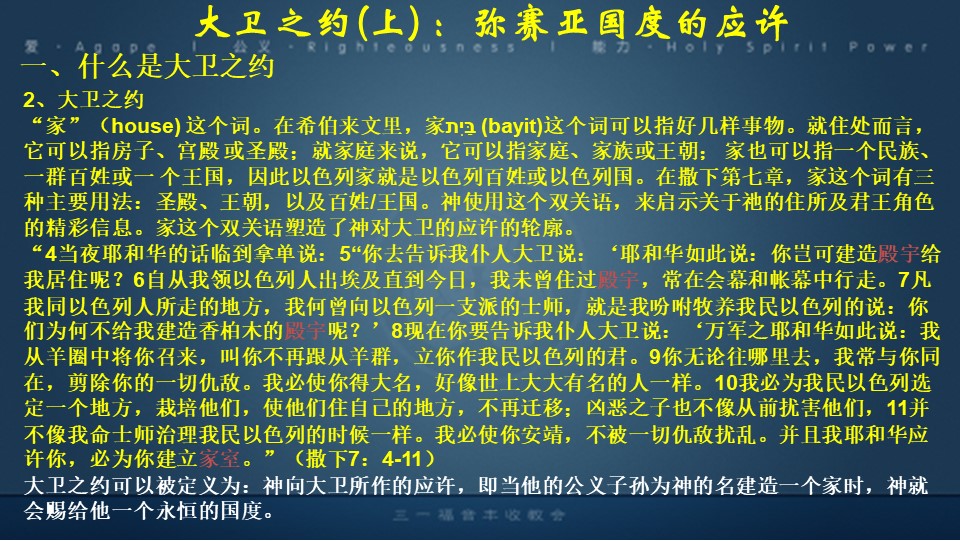 大卫之约(上)：弥赛亚国度的应许
爱·Agape | 公义·Righteousness | 能力·Holy Spirit Power
一、什么是大卫之约
2、大卫之约
“家”（house) 这个词。在希伯来文里，家בַּיִת (bayit)这个词可以指好几样事物。就住处而言，
它可以指房子、宫殿 或圣殿；就家庭来说，它可以指家庭、家族或王朝； 家也可以指一个民族、
一群百姓或一 个王国，因此以色列家就是以色列百姓或以色列国。在撒下第七章，家这个词有三
种主要用法：圣殿、王朝，以及百姓/王国。神使用这个双关语，来启示关于祂的住所及君王角色
的精彩信息。家这个双关语塑造了神对大卫的应许的轮廓。
“4当夜耶和华的话临到拿单说：5“你去告诉我仆人大卫说：‘耶和华如此说：你岂可建造殿宇给
我居住呢？6自从我领以色列人出埃及直到今日，我未曾住过殿宇，常在会幕和帐幕中行走。7凡
我同以色列人所走的地方，我何曾向以色列一支派的士师，就是我吩咐牧养我民以色列的说：你
们为何不给我建造香柏木的殿宇呢？’8现在你要告诉我仆人大卫说：‘万军之耶和华如此说：我
从羊圈中将你召来，叫你不再跟从羊群，立你作我民以色列的君。9你无论往哪里去，我常与你同
在，剪除你的一切仇敌。我必使你得大名，好像世上大大有名的人一样。10我必为我民以色列选
定一个地方，栽培他们，使他们住自己的地方，不再迁移；凶恶之子也不像从前扰害他们，11并
不像我命士师治理我民以色列的时候一样。我必使你安靖，不被一切仇敌扰乱。并且我耶和华应
许你，必为你建立家室。”（撒下7：4-11）
大卫之约可以被定义为：神向大卫所作的应许，即当他的公义子孙为神的名建造一个家时，神就
会赐给他一个永恒的国度。
三一福音丰收教会